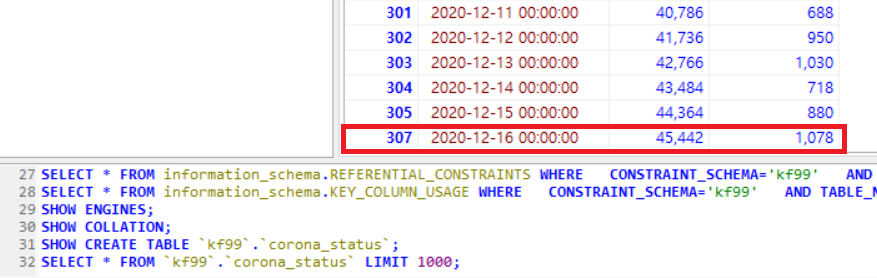 301 2020-12-11 00:00:00 40,786 688
302 2020-12-12 00:00:00 41,736 950
303 2020-12-13 00:00:00 42,766 1,030
304 2020-12-14 00:00:00 43,484 718
305 2020-12-15 00:00:00 44,364 880
307 2020-12-16 00:00:00 45,442 1,078
27 SELECT * FROM information_schema.REFERENTIAL_CONSTRAINTS WHERE   CONSTRAINT_SCHEMA='kf99'   AND
28 SELECT * FROM information_schema.KEY_COLUMN_USAGE WHERE   CONSTRAINT_SCHEMA='kf99'   AND TABLE_N
29 SHOW ENGINES;
30 SHOW COLLATION;
31 SHOW CREATE TABLE `kf99`.`corona_status`;
32 SELECT * FROM `kf99`.`corona_status` LIMIT 1000;